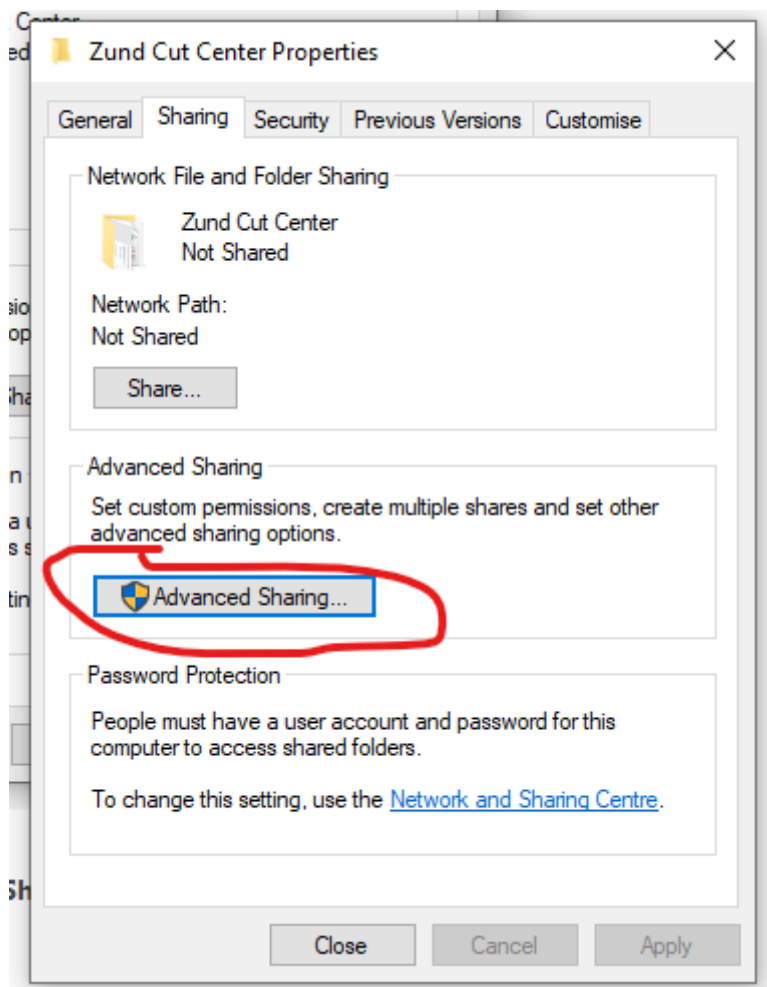 Center
ed
Zund Cut Center Properties
General Sharing Security Previous Versions Customise
Network File and Folder Sharing
Zund Cut Center
Not Shared
Network Path:
Not Shared
Share...
Advanced Sharing
Set custom permissions, create multiple shares and set other
advanced sharing options.
Advanced Sharing...
Password Protection
People must have a user account and password for this
computer to access shared folders.
To change this setting, use the Network and Sharing Centre.
Close Cancel Apply